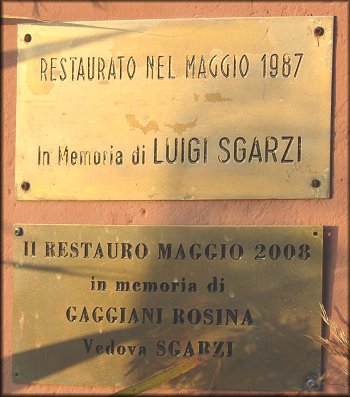 RESTAURATO NEL MAGGIO 1987
In Memoria di LUIGI SGARZI
II RESTAURO MAGGIO 2008
in memoria di
GAGGIANI ROSINA
Vedova SGARZI